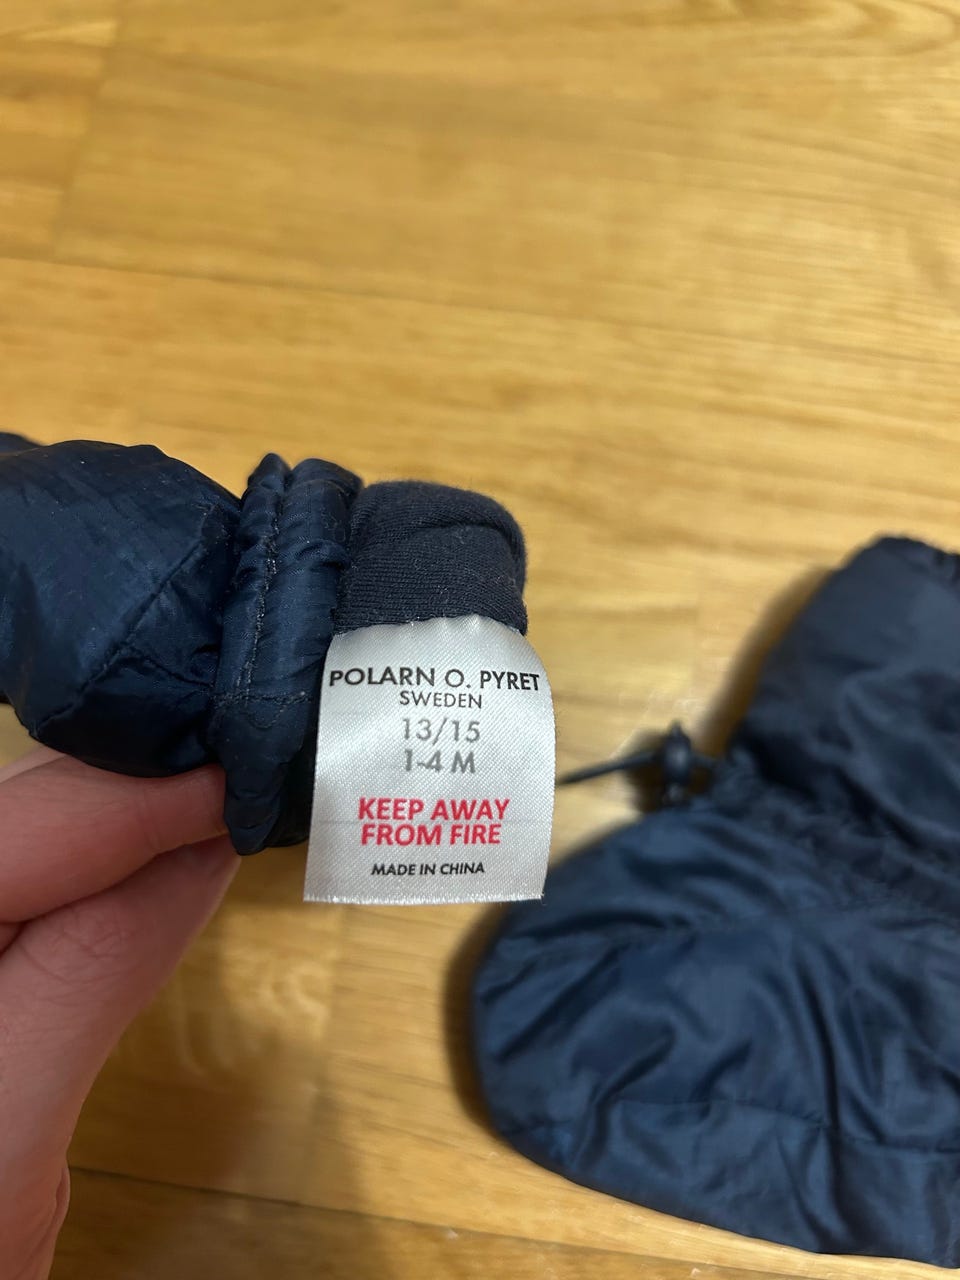 POLARN O. PYRET
SWEDEN
13/15
1-4 M
KEEP AWAY
FROM FIRE
MADE IN CHINA